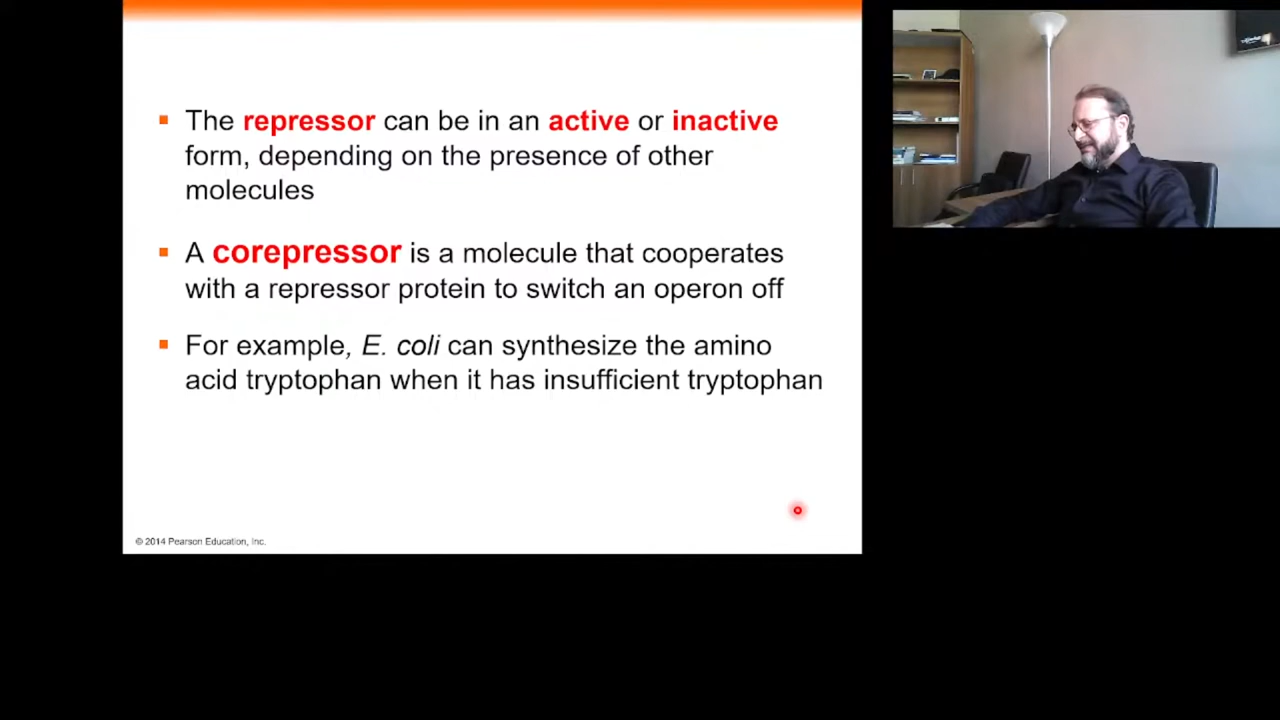 The repressor can be in an active or inactive
form, depending on the presence of other
molecules
A corepressor is a molecule that cooperates
with a repressor protein to switch an operon off
For example, E. coli can synthesize the amino
acid tryptophan when it has insufficient tryptophan
© 2014 Pearson Education, Inc.